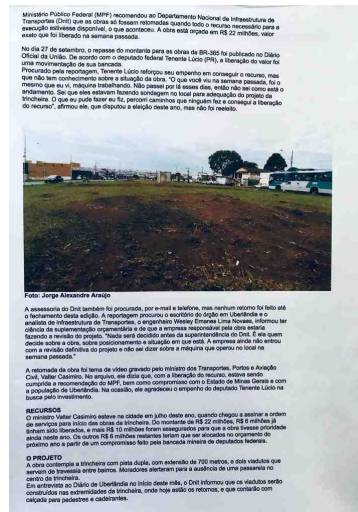 Ministério Público Federal (MPF) recomendou ao Departamento Nacional de Infraestrutura de
Transportes (Dnit) que as obras só fossem retomadas quando todo o recurso necessário para a
execução estivesse disponível, o que aconteceu. A obra está orçada em R$ 22 milhões, valor
exato que foi liberado na semana passada.
No dia 27 de setembro, o repasse do montante para as obras da BR-365 foi publicado no Diário
Oficial da União. De acordo com o deputado federal Tenente Lúcio (PR), a liberação do valor foi
uma movimentação de sua bancada.
Procurado pela reportagem, Tenente Lúcio reforçou seu empenho em conseguir o recurso, mas
que não tem conhecimento sobre a situação da obra. "O que você viu na semana passada, foi o
mesmo que eu vi, máquina trabalhando. Não passei por lá esses dias, então não sei como está o
andamento. Sei que eles estavam fazendo sondagem no local para adequação do projeto da
trincheira. O que eu pude fazer eu fiz, percorri caminhos que ninguém fez e consegui a liberação
do recurso", afirmou ele, que disputou a eleição deste ano, mas não foi reeleito.
Foto: Jorge Alexandre Araújo
A assessoria do Dnit também foi procurada, por e-mail e telefone, mas nenhum retorno foi feito até
o fechamento desta edição. A reportagem procurou o escritório do órgão em Uberlândia e o
analista de infraestrutura de Transportes, o engenheiro Wesley Emenes Lima Novaes, informou ter
ciência da suplementação orçamentária e de que a empresa responsável pela obra estaria
fazendo a revisão do projeto. "Nada será decidido antes da superintendência do Dnit. É ela quem
decide sobre a obra, sobre posicionamento e situação em que está. A empresa ainda não entrou
com a revisão definitiva do projeto e não sei dizer sobre a máquina que operou no local na
semana passada."
A retomada da obra foi tema de vídeo gravado pelo ministro dos Transportes, Portos e Aviação
Civil, Valter Casimiro. No arquivo, ele dizia que, com a liberação do recurso, estava sendo
cumprida a recomendação do MPF, bem como compromisso com o Estado de Minas Gerais e com
a população de Uberlândia. Na ocasião, ele agradeceu o empenho do deputado Tenente Lúcio na
busca pelo investimento.
RECURSOS
O ministro Valter Casimiro esteve na cidade em julho deste ano, quando chegou a assinar a ordem
de serviços para início das obras da trincheira. Do montante de R$ 22 milhões, R$ 6 milhões já
tinham sido liberados, e mais R$ 10 milhões foram assegurados para que a obra tivesse prioridade
ainda neste ano. Os outros R$ 6 milhões restantes teriam que ser alocados no orçamento do
próximo ano a partir de um compromisso feito pela bancada mineira de deputados federais.
O PROJETO
A obra contempla a trincheira com pista dupla, com extensão de 700 metros, e dois viadutos que
servem de travessia entre bairros. Moradores alertaram para a ausência de uma passarela no
centro da trincheira.
Em entrevista ao Diário de Uberlândia no início deste mês, o Dnit informou que os viadutos serão
construídos nas extremidades da trincheira, onde hoje estão os retornos, e que contarão com
calçada para pedestres e cadeirantes.